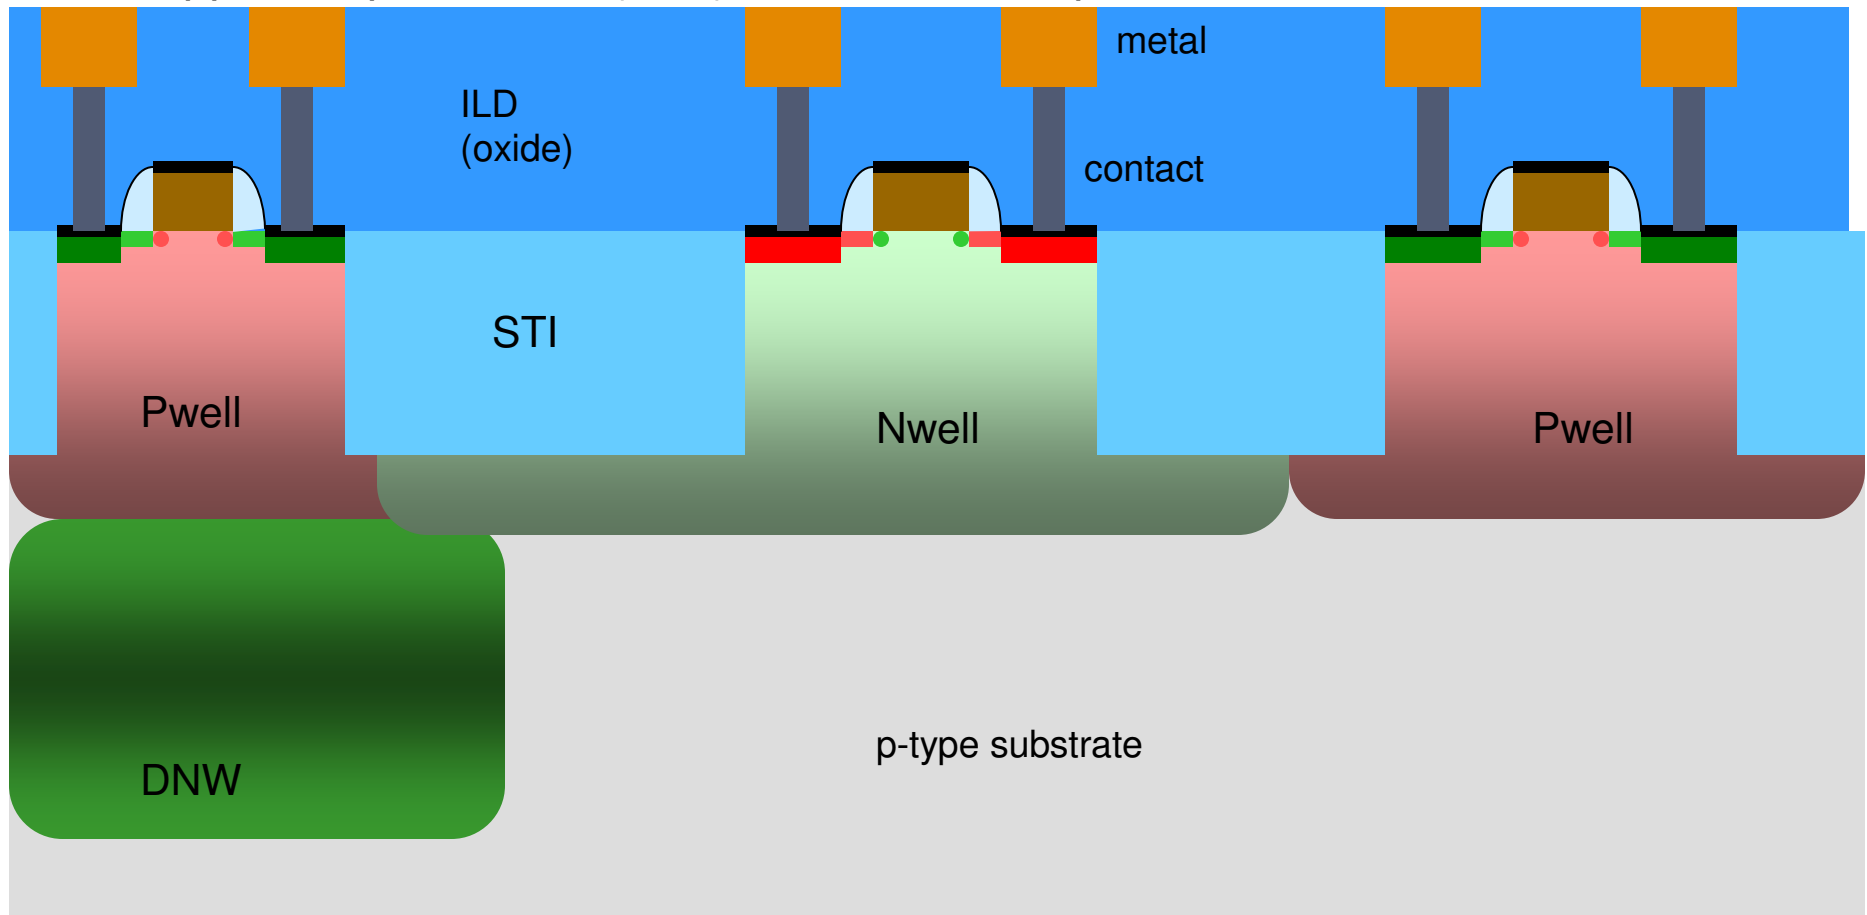 metal
ILD
(oxide)
contact
STI
Pwell
Nwell
Pwell
p-type substrate
DNW